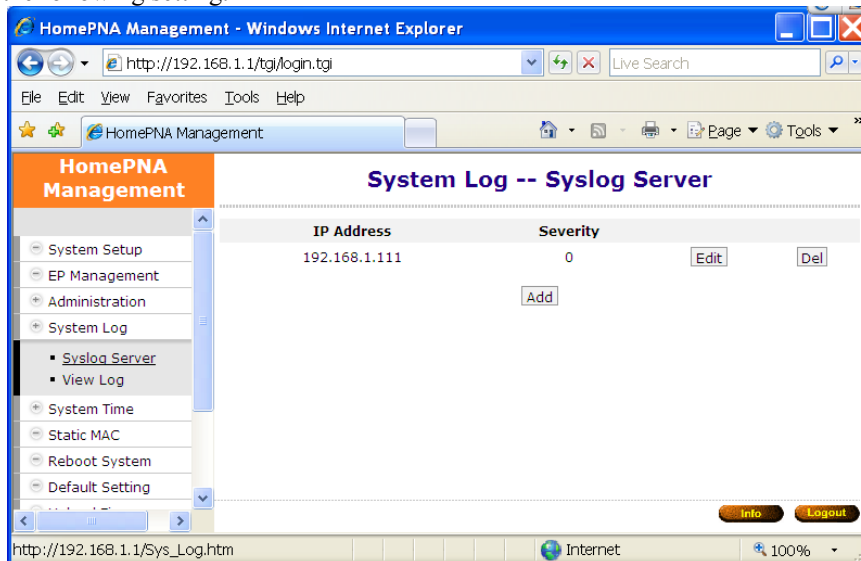 HomePNA Management - Windows Internet Explorer
http://192.168.1.1/tgi/login.tgi
Live Search
File Edit View Favorites Tools Help
HomePNA Management
Page Tools
HomePNA
Management
System Log -- Syslog Server
IP Address Severity
192.168.1.111 0 Edit Del
Add
System Setup
EP Management
Administration
System Log
Syslog Server
View Log
System Time
Static MAC
Reboot System
Default Setting
Info Logout
http://192.168.1.1/Sys_Log.htm Internet 100%